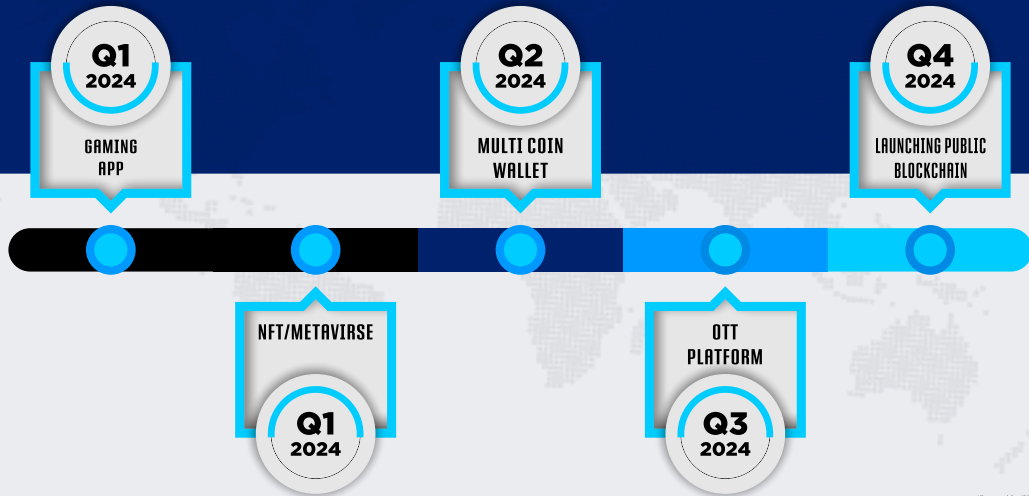 Q1
2024
GAMING
APP
NFT/METAVIRSE
Q1
2024
Q2
2024
MULTI COIN
WALLET
OTT
PLATFORM
Q3
2024
Q4
2024
LAUNCHING PUBLIC
BLOCKCHAIN